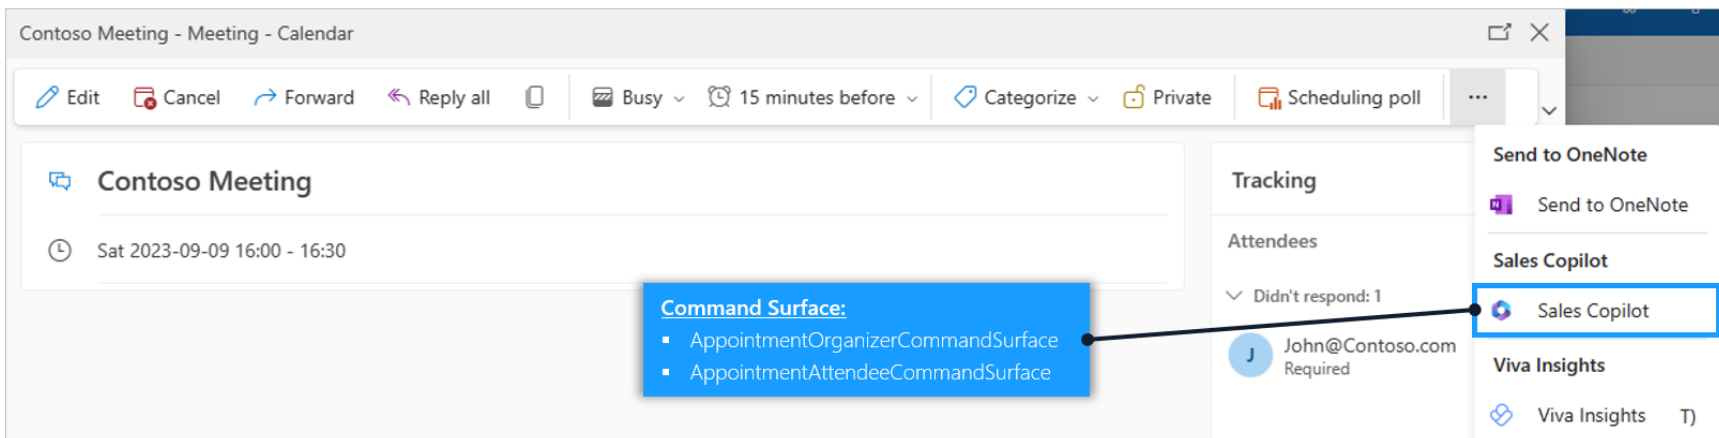 Contoso Meeting - Meeting - Calendar
Edit Cancel Forward Reply all Busy 15 minutes before Categorize Private Scheduling poll ...
Contoso Meeting
Sat 2023-09-09 16:00 - 16:30
Command Surface:
▪ AppointmentOrganizerCommandSurface
▪ AppointmentAttendeeCommandSurface
Tracking
Attendees
Didn't respond: 1
J
John@Contoso.com
Required
Send to OneNote
Send to OneNote
Sales Copilot
Sales Copilot
Viva Insights
Viva Insights T)